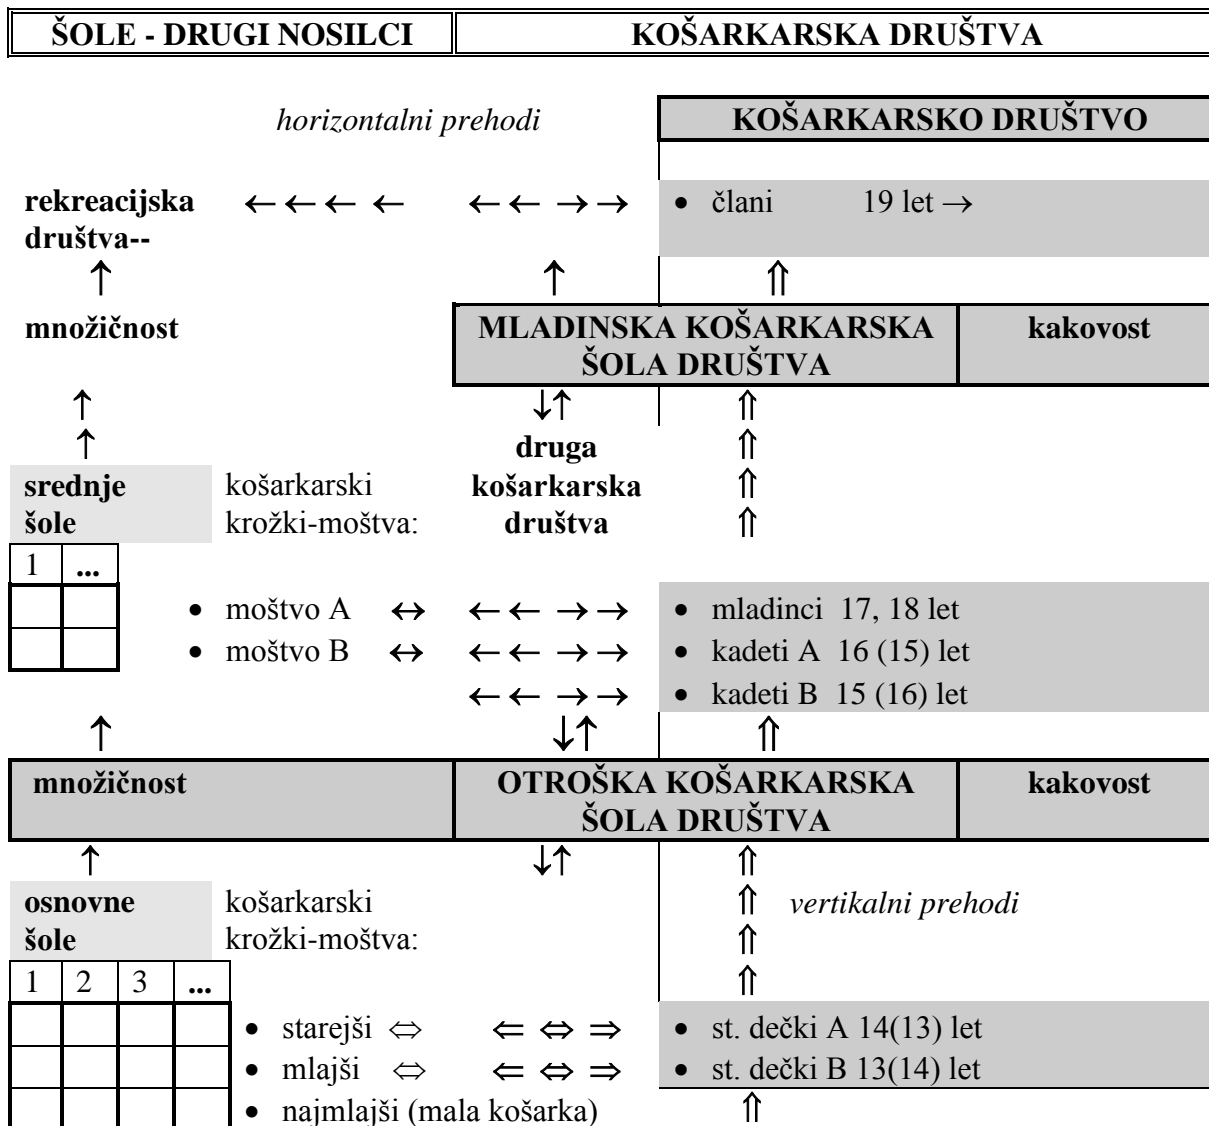 ŠOLE - DRUGI NOSILCI KOŠARKARSKA DRUŠTVA
horizontalni prehodi KOŠARKARSKO DRUŠTVO
rekreacijska ← ← ← ← ← ← → → • člani 19 let →
društva--
↑ ↑ ⇑
množičnost MLADINSKA KOŠARKARSKA kakovost
ŠOLA DRUŠTVA
↑ ↓↑ ⇑
↑ druga ⇑
srednje košarkarski košarkarska ⇑
šole krožki-moštva: društva ⇑
1 ...
• moštvo A ↔ ← ← → → • mladinci 17, 18 let
• moštvo B ↔ ← ← → → • kadeti A 16 (15) let
← ← → → • kadeti B 15 (16) let
↑ ↓↑ ⇑
množičnost OTROŠKA KOŠARKARSKA kakovost
ŠOLA DRUŠTVA
↑ ↓↑ ⇑
osnovne košarkarski ⇑ vertikalni prehodi
šole krožki-moštva: ⇑
1 2 3 ... ⇑
• starejši ⇔ ⇐ ⇔ ⇒ • st. dečki A 14(13) let
• mlajši ⇔ ⇐ ⇔ ⇒ • st. dečki B 13(14) let
• najmlajši (mala košarka) ⇑